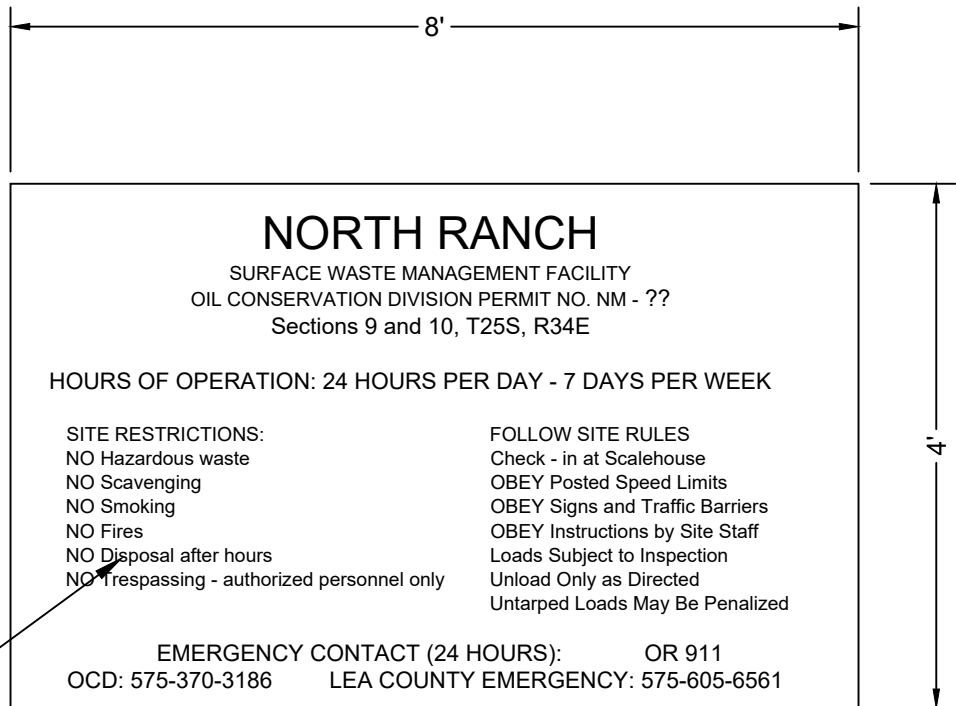 8'
NORTH RANCH
SURFACE WASTE MANAGEMENT FACILITY
OIL CONSERVATION DIVISION PERMIT NO. NM - ??
Sections 9 and 10, T25S, R34E
HOURS OF OPERATION: 24 HOURS PER DAY - 7 DAYS PER WEEK
SITE RESTRICTIONS:
NO Hazardous waste
NO Scavenging
NO Smoking
NO Fires
NO Disposal after hours
NO Trespassing - authorized personnel only
FOLLOW SITE RULES
Check - in at Scalehouse
OBEY Posted Speed Limits
OBEY Signs and Traffic Barriers
OBEY Instructions by Site Staff
Loads Subject to Inspection
Unload Only as Directed
Untarped Loads May Be Penalized
EMERGENCY CONTACT (24 HOURS): OR 911
OCD: 575-370-3186 LEA COUNTY EMERGENCY: 575-605-6561
4'